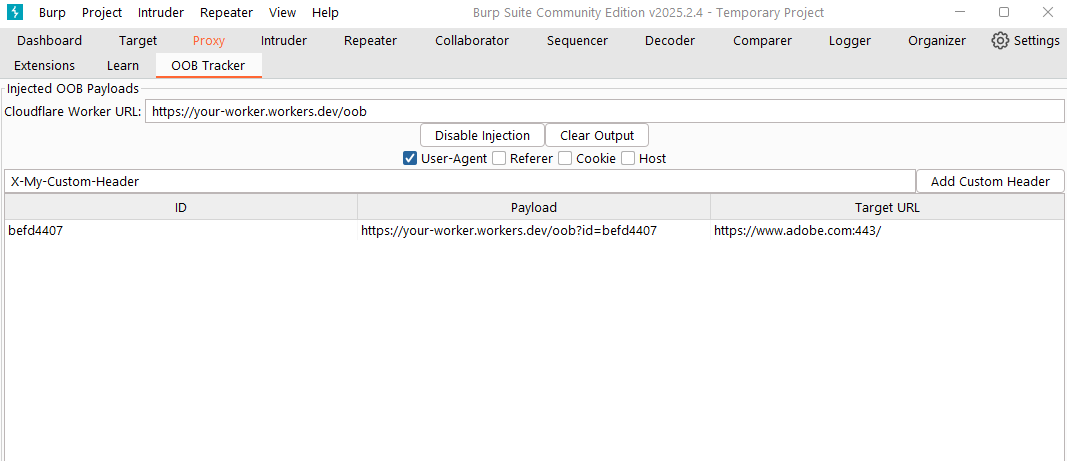 Burp Project Intruder Repeater View Help Burp Suite Community Edition v2025.2.4 - Temporary Project
Dashboard Target Proxy Intruder Repeater Collaborator Sequencer Decoder Comparer Logger Organizer Settings
Extensions Learn OOB Tracker
Injected OOB Payloads
Cloudflare Worker URL: https://your-worker.workers.dev/oob
Disable Injection Clear Output
User-Agent Referer Cookie Host
X-My-Custom-Header Add Custom Header
ID Payload Target URL
befd4407 https://your-worker.workers.dev/oob?id=befd4407 https://www.adobe.com:443/